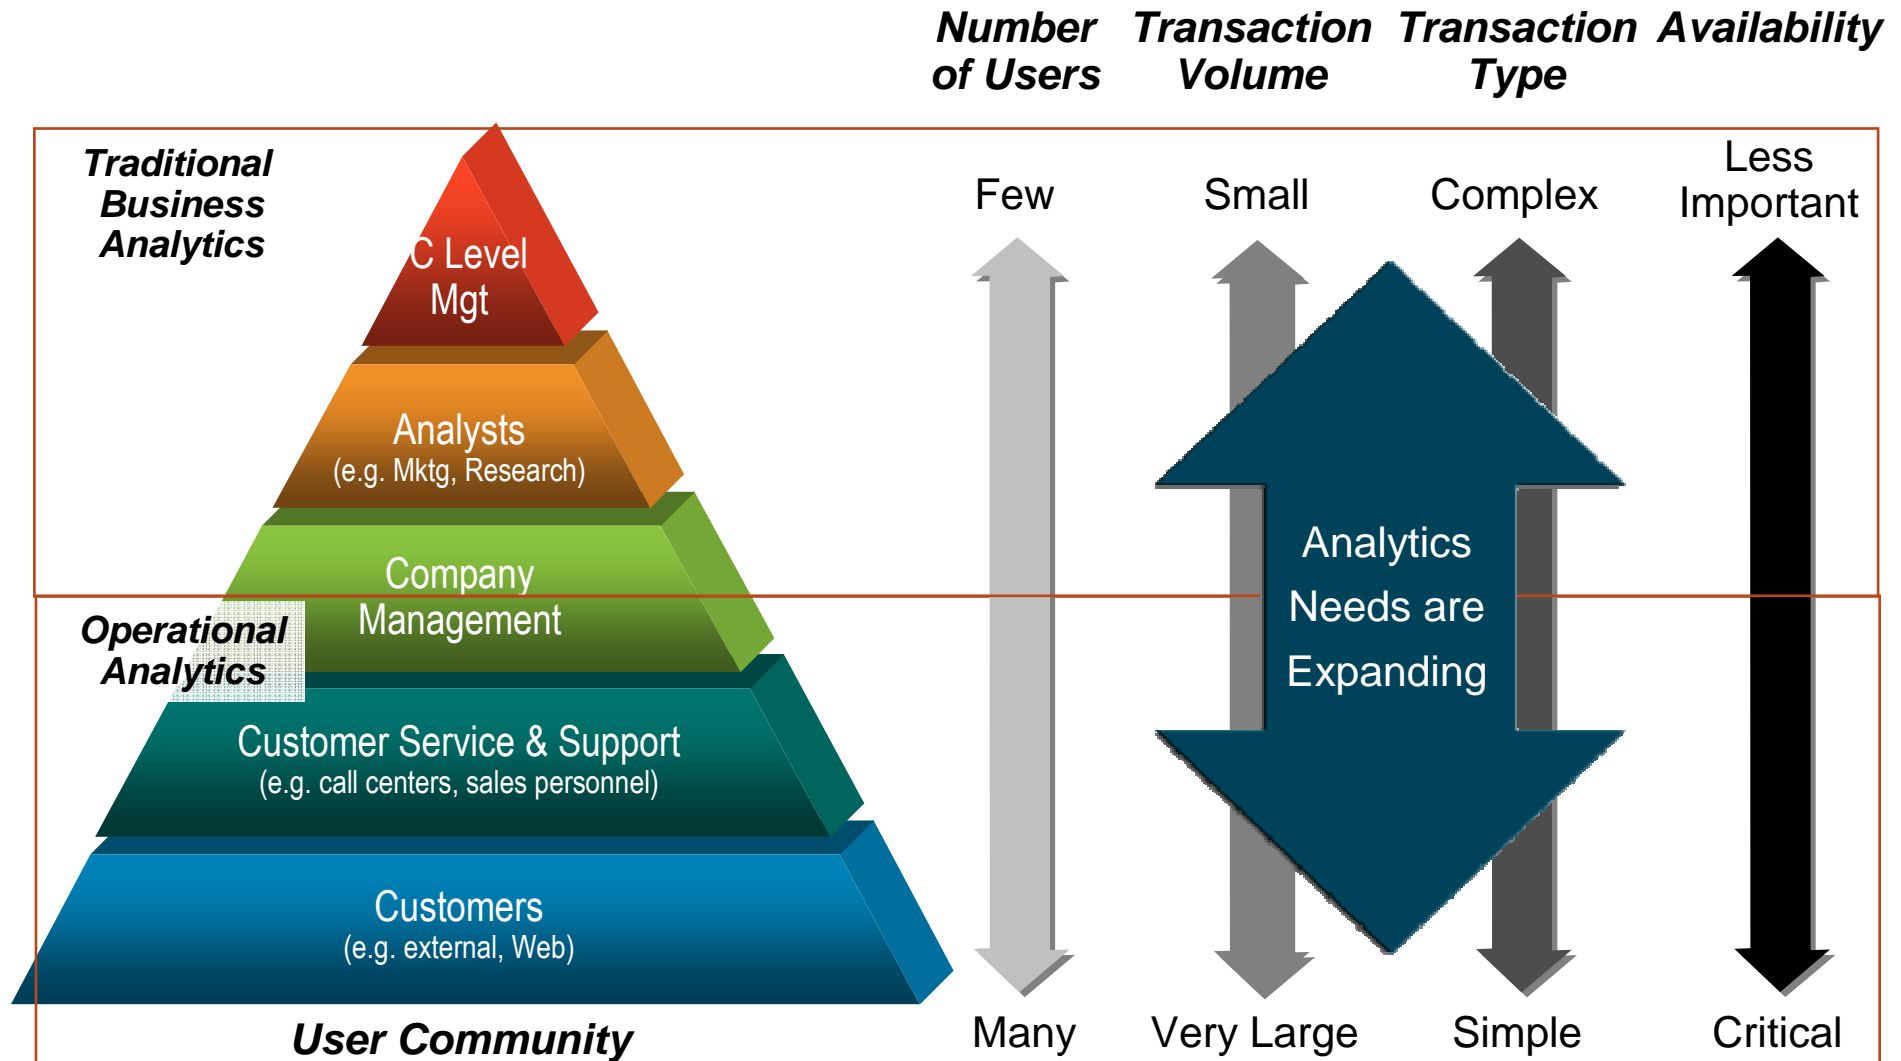 Number of Users
Transaction Volume
Transaction Type
Availability
Traditional
Business
Analytics
Few
Small
Complex
Less
Important
C Level
Mgt
Analysts
(e.g. Mktg, Research)
Company
Management
Analytics
Needs are
Expanding
Operational
Analytics
Customer Service & Support
(e.g. call centers, sales personnel)
Customers
(e.g. external, Web)
User Community
Many
Very Large
Simple
Critical